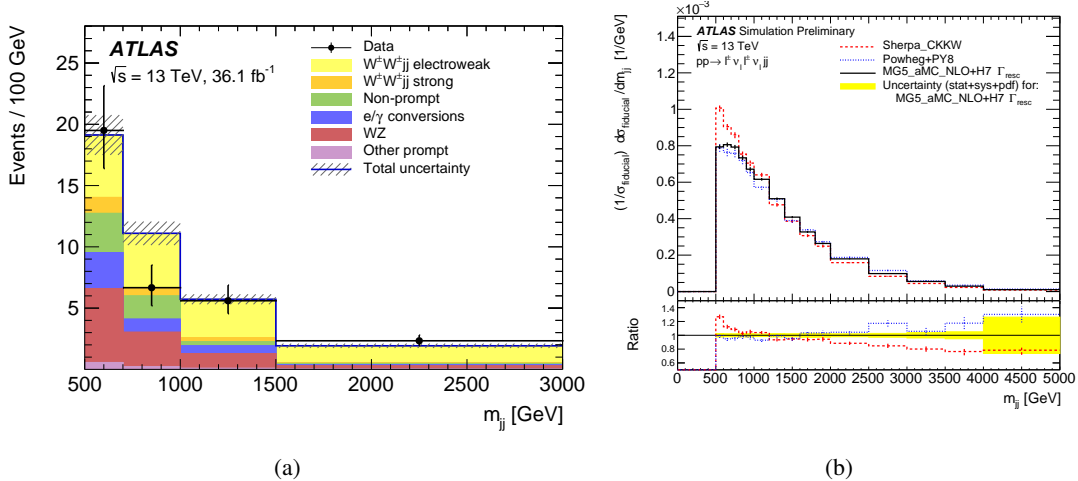 ATLAS
√s = 13 TeV, 36.1 fb⁻¹
Data
W±W±jj electroweak
W±W±jj strong
Non-prompt
e/γ conversions
WZ
Other prompt
Total uncertainty
Events / 100 GeV
25
20
15
10
5
500 1000 1500 2000 2500 3000
m_jj [GeV]
(a)
×10⁻³
ATLAS Simulation Preliminary
√s = 13 TeV
pp→ l± ν_l l± ν_l jj
Sherpa_CKKW
Powheg+PY8
MG5_aMC_NLO+H7 Γ_resc
Uncertainty (stat+sys+pdf) for:
MG5_aMC_NLO+H7 Γ_resc
(1/σ_fiducial) dσ_fiducial/dm_jj [1/GeV]
1.4
1.2
1
0.8
0.6
0.4
0.2
0
Ratio
1.4
1.2
1.0
0.8
0.6
0 500 1000 1500 2000 2500 3000 3500 4000 4500 5000
m_jj [GeV]
(b)